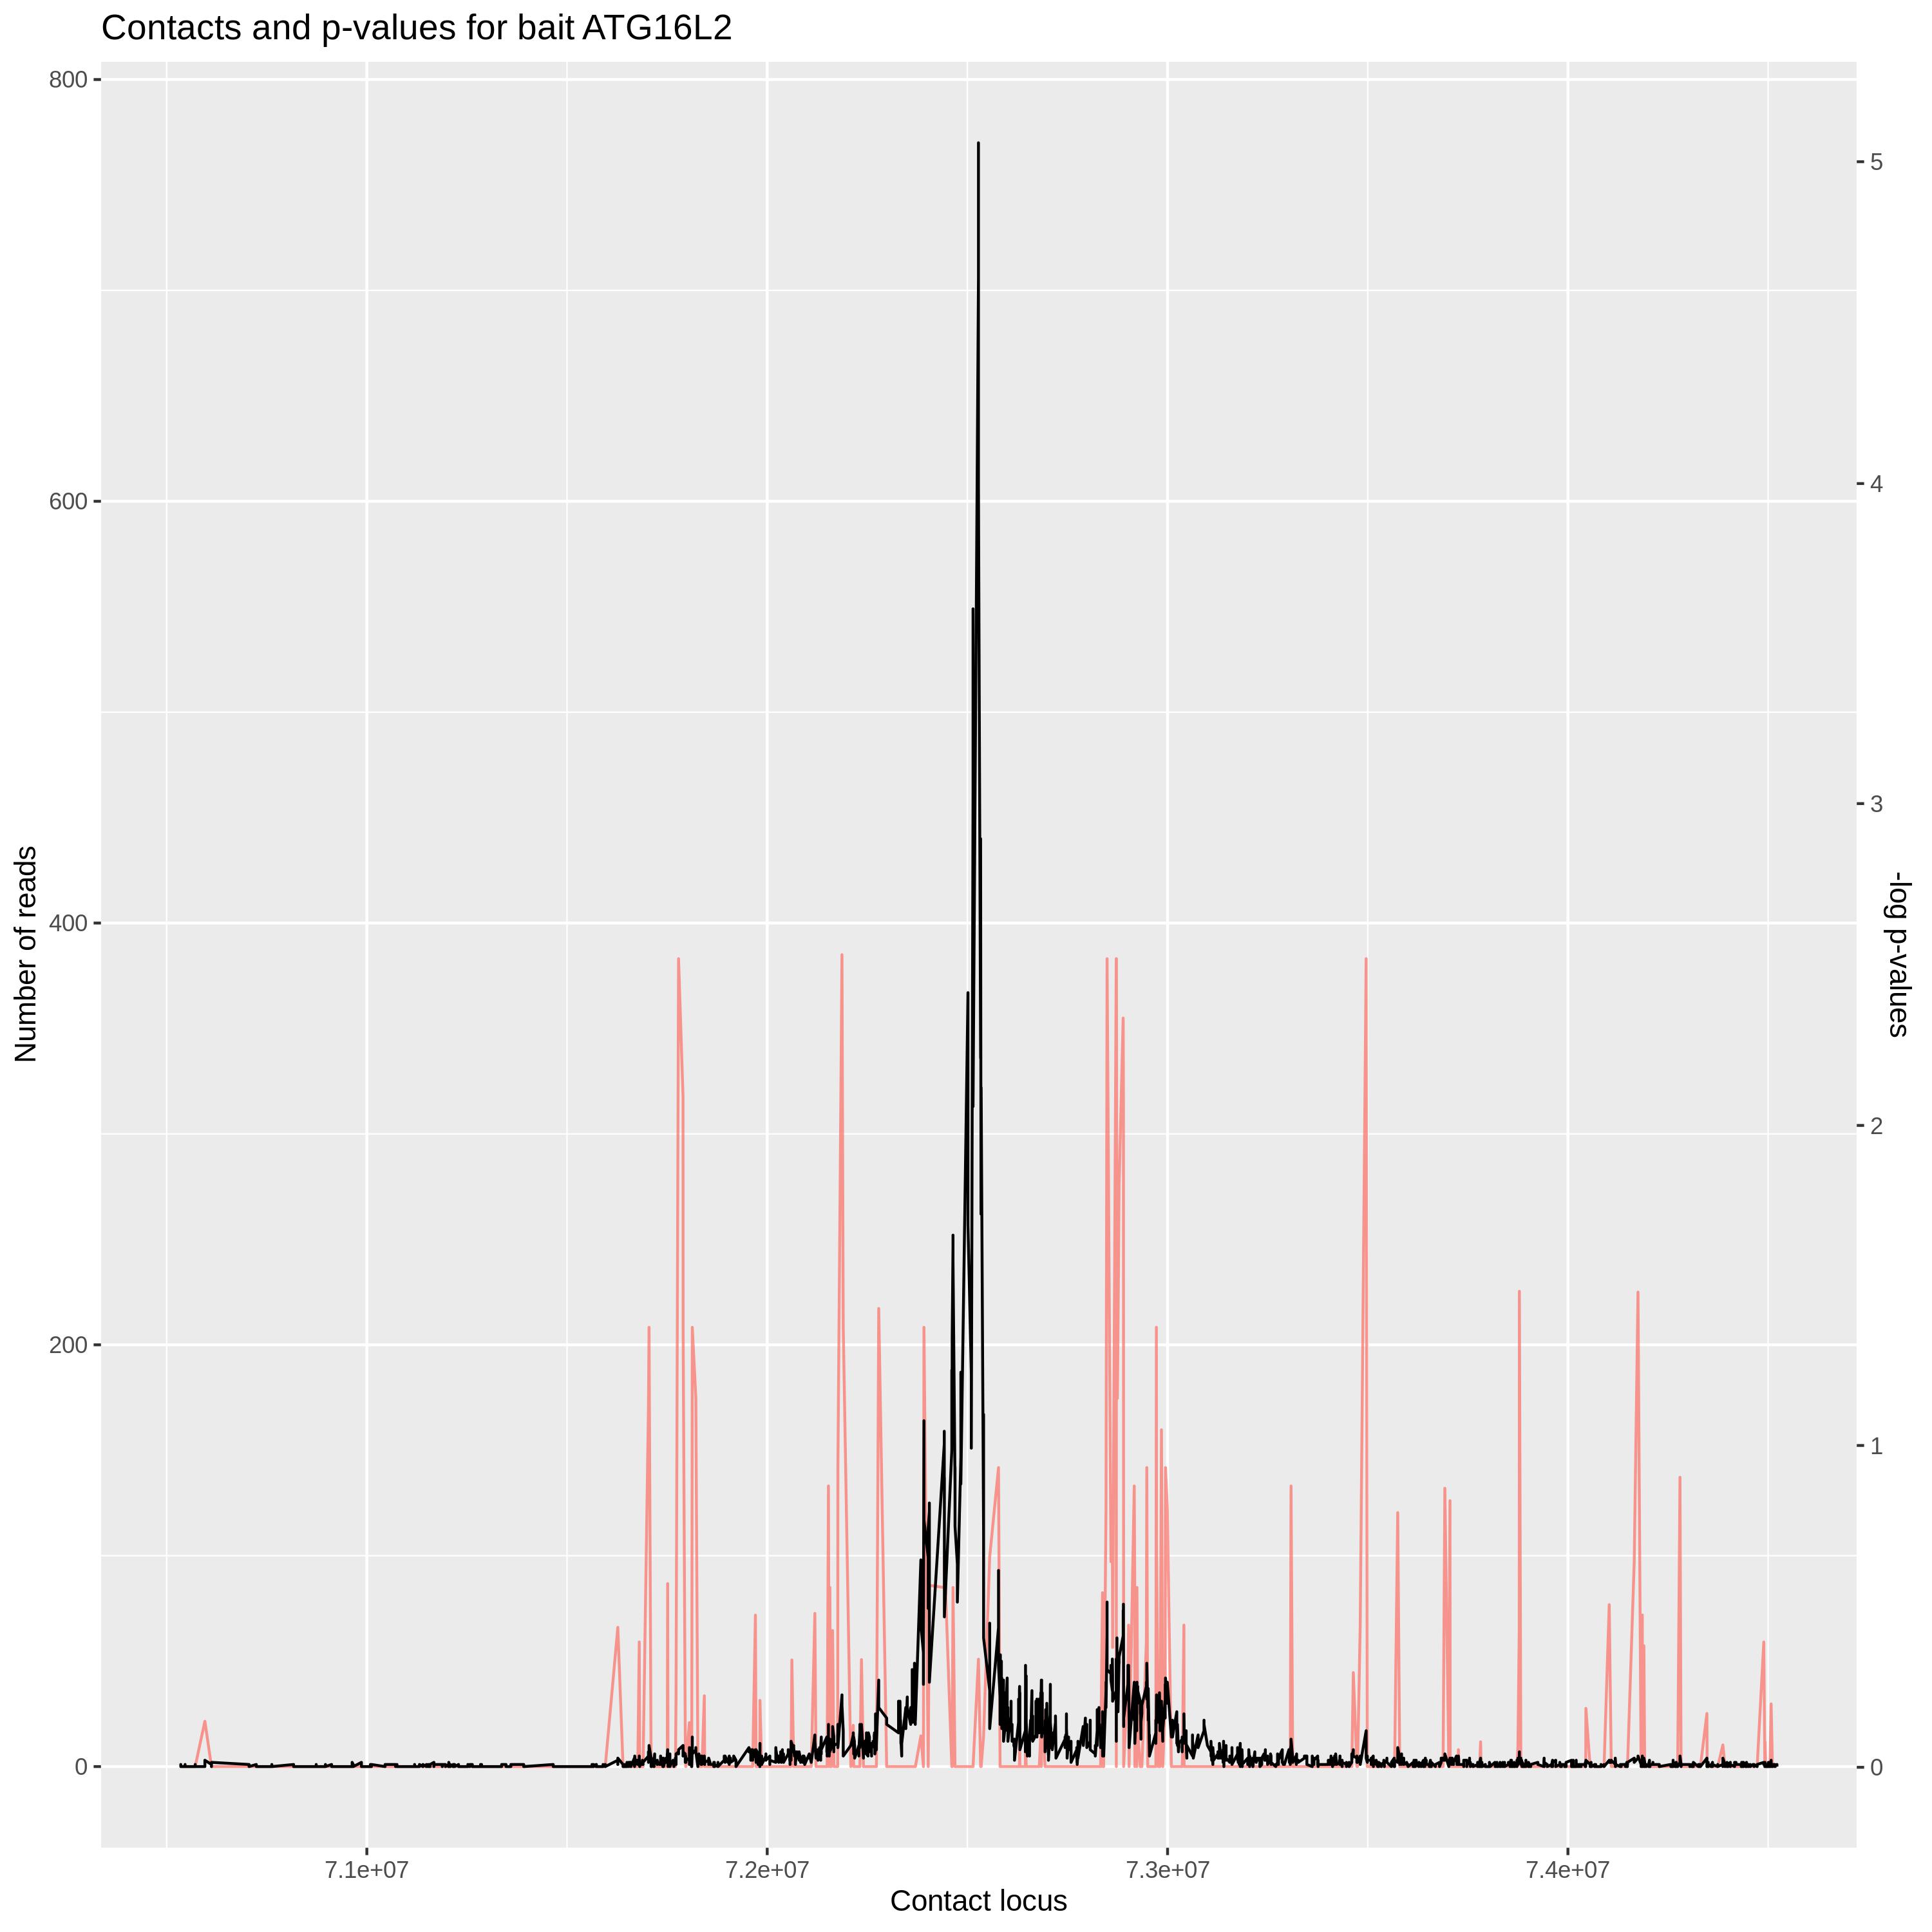 Contacts and p-values for bait ATG16L2
800
600
400
200
0
Number of reads
5
4
3
2
1
0
-log p-values
7.1e+07
7.2e+07
7.3e+07
7.4e+07
Contact locus